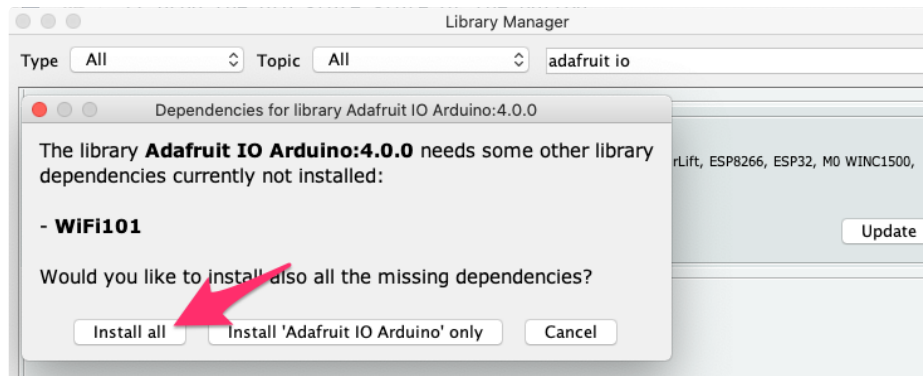 Library Manager
Type All Topic All adafruit io
Dependencies for library Adafruit IO Arduino:4.0.0
The library Adafruit IO Arduino:4.0.0 needs some other library
dependencies currently not installed:
rLift, ESP8266, ESP32, M0 WINC1500,
- WiFi101
Update
Would you like to install also all the missing dependencies?
Install all Install 'Adafruit IO Arduino' only Cancel